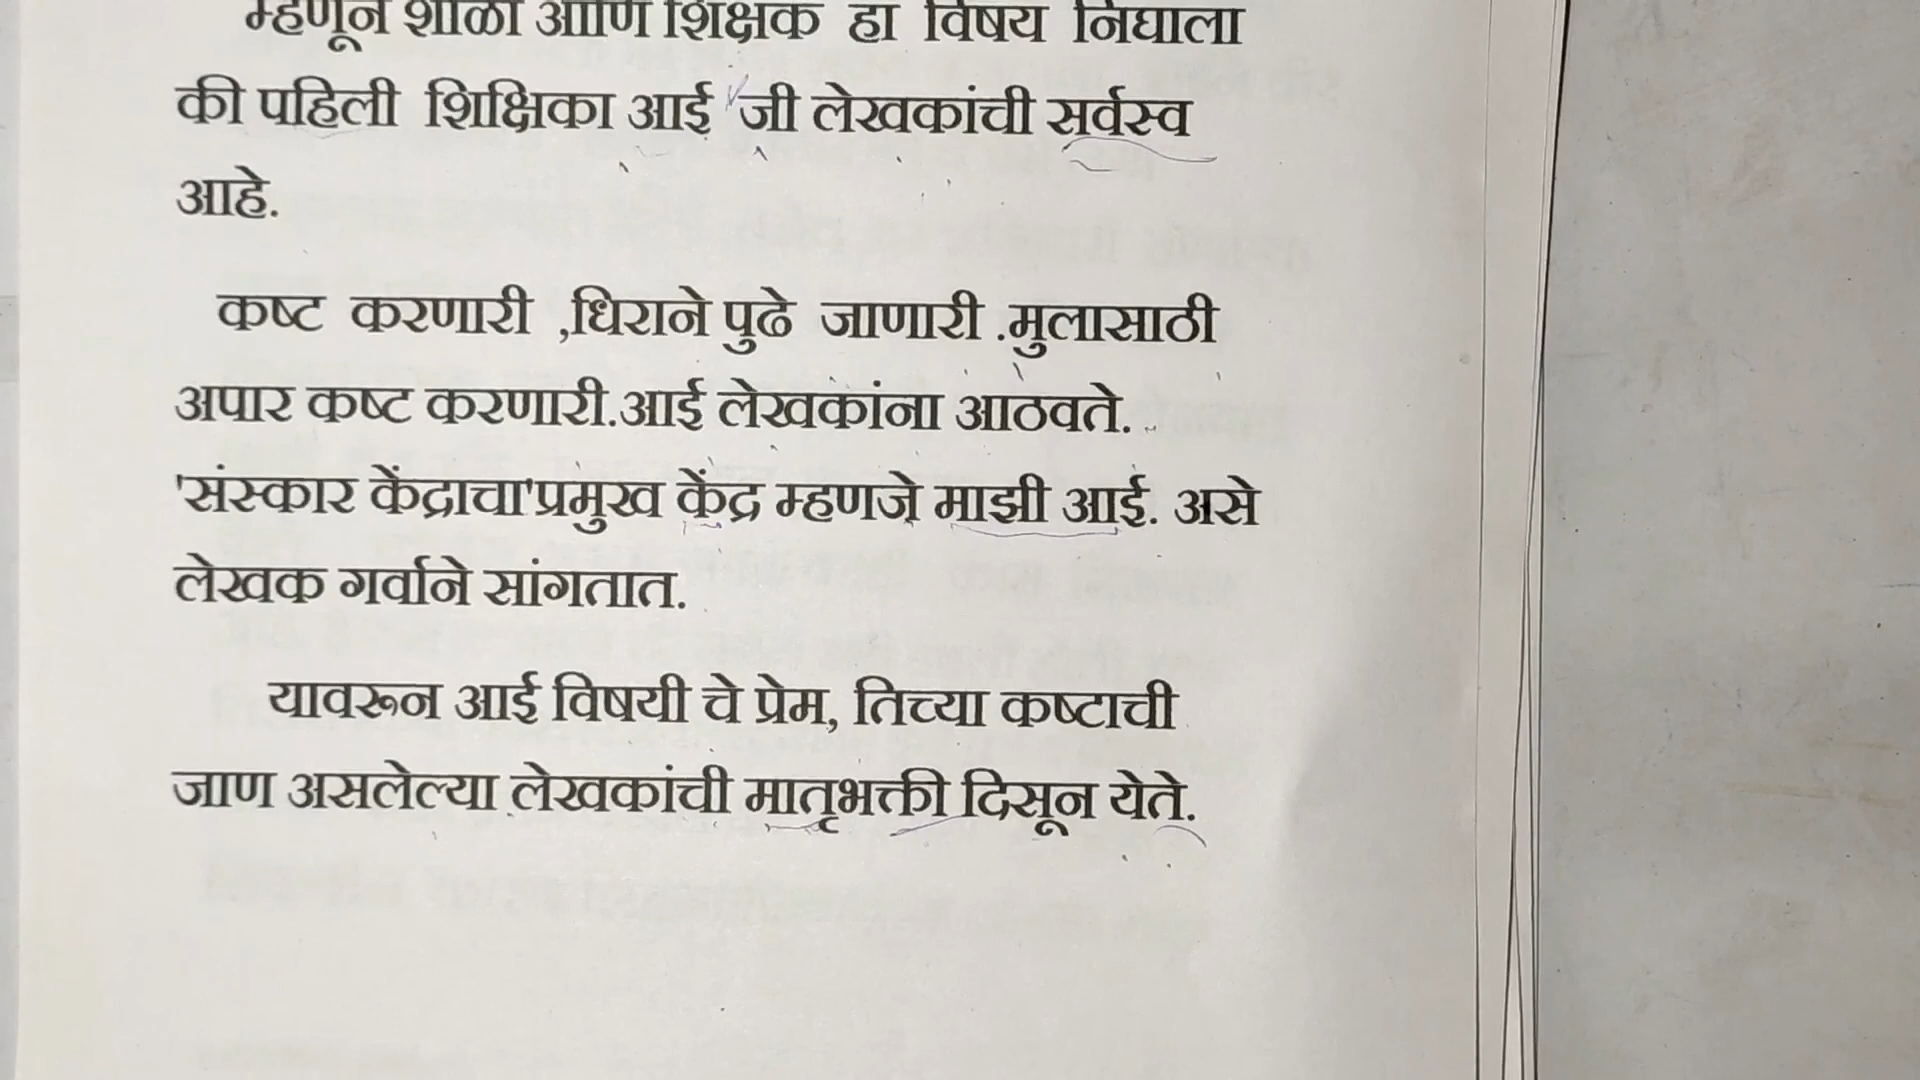 म्हणून शाळा आणि शिक्षक हा विषय निघाला
की पहिली शिक्षिका आई जी लेखकांची सर्वस्व
आहे.
कष्ट करणारी ,धिराने पुढे जाणारी .मुलासाठी
अपार कष्ट करणारी.आई लेखकांना आठवते.
'संस्कार केंद्राचा'प्रमुख केंद्र म्हणजे माझी आई. असे
लेखक गर्वाने सांगतात.
यावरून आई विषयी चे प्रेम, तिच्या कष्टाची
जाण असलेल्या लेखकांची मातृभक्ती दिसून येते.